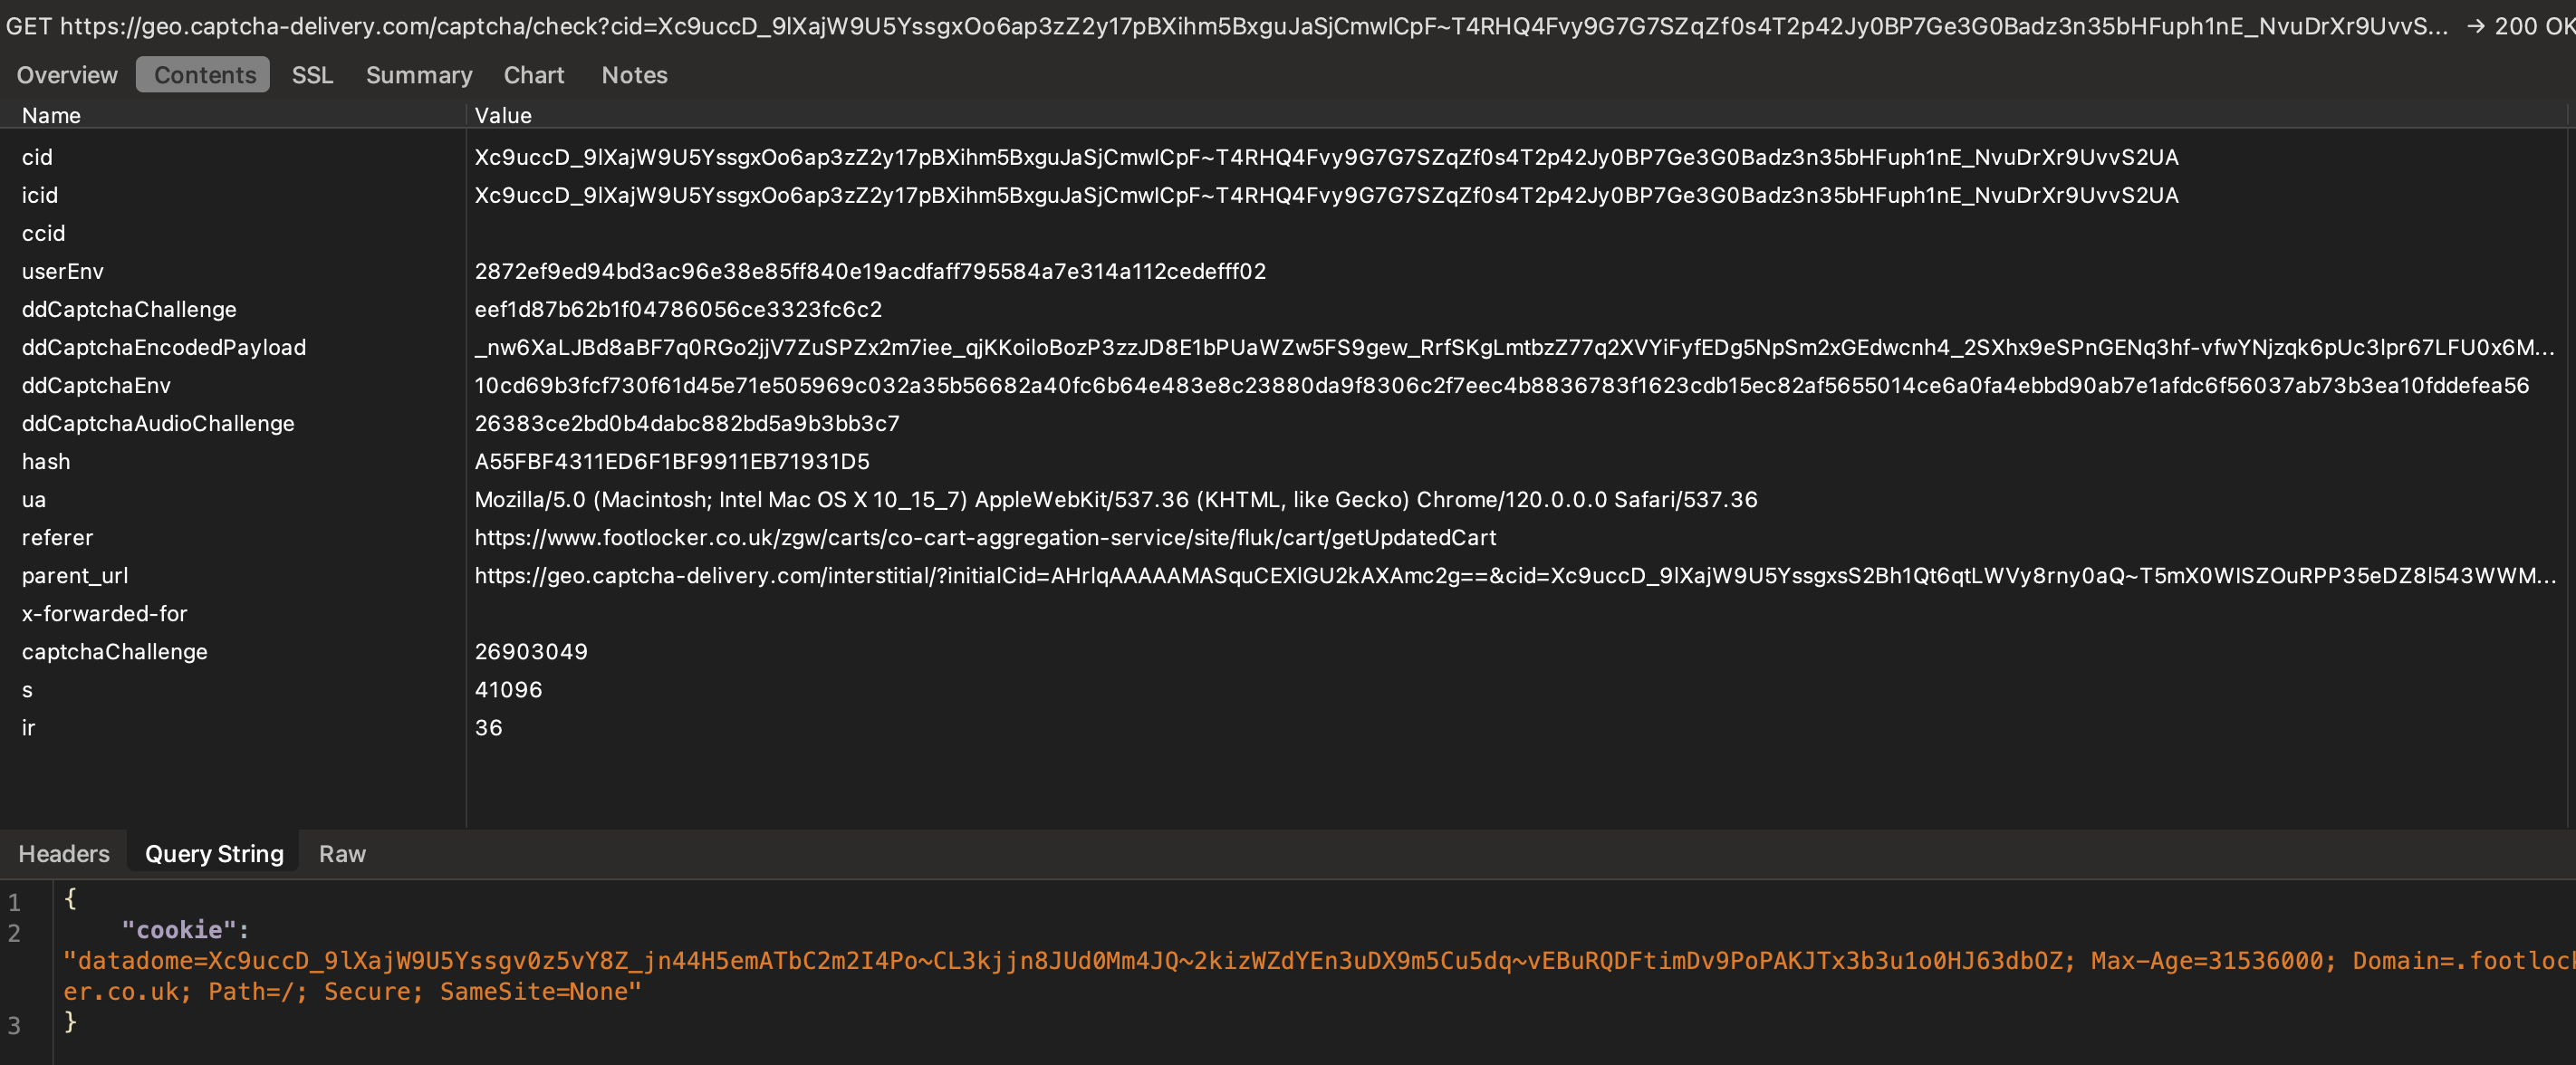 GET https://geo.captcha-delivery.com/captcha/check?cid=Xc9uccD_9lXajW9U5YssgxOo6ap3zZ2y17pBXihm5BxguJaSjCmwICpF~T4RHQ4Fvy9G7G7SZqZf0s4T2p42Jy0BP7Ge3G0Badz3n35bHFuph1nE_NvuDrXr9UvvS... → 200 OK
Overview Contents SSL Summary Chart Notes
Name Value
cid Xc9uccD_9lXajW9U5YssgxOo6ap3zZ2y17pBXihm5BxguJaSjCmwICpF~T4RHQ4Fvy9G7G7SZqZf0s4T2p42Jy0BP7Ge3G0Badz3n35bHFuph1nE_NvuDrXr9UvvS2UA
icid Xc9uccD_9lXajW9U5YssgxOo6ap3zZ2y17pBXihm5BxguJaSjCmwICpF~T4RHQ4Fvy9G7G7SZqZf0s4T2p42Jy0BP7Ge3G0Badz3n35bHFuph1nE_NvuDrXr9UvvS2UA
ccid
userEnv 2872ef9ed94bd3ac96e38e85ff840e19acdfaff795584a7e314a112cedefff02
ddCaptchaChallenge eef1d87b62b1f04786056ce3323fc6c2
ddCaptchaEncodedPayload _nw6XaLJBd8aBF7q0RGo2jjV7ZuSPZx2m7iee_qjKKoiloBozP3zzJD8E1bPUaWZw5FS9gew_RrfSKgLmtbzZ77q2XVYiFyfEDg5NpSm2xGEdwcnh4_2SXhx9eSPnGENq3hf-vfwYNjzqk6pUc3lpr67LFU0x6M...
ddCaptchaEnv 10cd69b3fcf730f61d45e71e505969c032a35b56682a40fc6b64e483e8c23880da9f8306c2f7eec4b8836783f1623cdb15ec82af5655014ce6a0fa4ebbd90ab7e1afdc6f56037ab73b3ea10fddefea56
ddCaptchaAudioChallenge 26383ce2bd0b4dabc882bd5a9b3bb3c7
hash A55FBF4311ED6F1BF9911EB71931D5
ua Mozilla/5.0 (Macintosh; Intel Mac OS X 10_15_7) AppleWebKit/537.36 (KHTML, like Gecko) Chrome/120.0.0.0 Safari/537.36
referer https://www.footlocker.co.uk/zgw/carts/co-cart-aggregation-service/site/fluk/cart/getUpdatedCart
parent_url https://geo.captcha-delivery.com/interstitial/?initialCid=AHrlqAAAAAMASquCEXlGU2kAXAmc2g==&cid=Xc9uccD_9lXajW9U5YssgxsS2Bh1Qt6qtLWVy8rny0aQ~T5mX0WISZOuRPP35eDZ8l543WWM...
x-forwarded-for
captchaChallenge 26903049
s 41096
ir 36
Headers Query String Raw
1 {
2 "cookie":
"datadome=Xc9uccD_9lXajW9U5Yssgv0z5vY8Z_jn44H5emATbC2m2I4Po~CL3kjjn8JUd0Mm4JQ~2kizWZdYEn3uDX9m5Cu5dq~vEBuRQDFtimDv9PoPAKJTx3b3u1o0HJ63dbOZ; Max-Age=31536000; Domain=.footlock
er.co.uk; Path=/; Secure; SameSite=None"
3 }